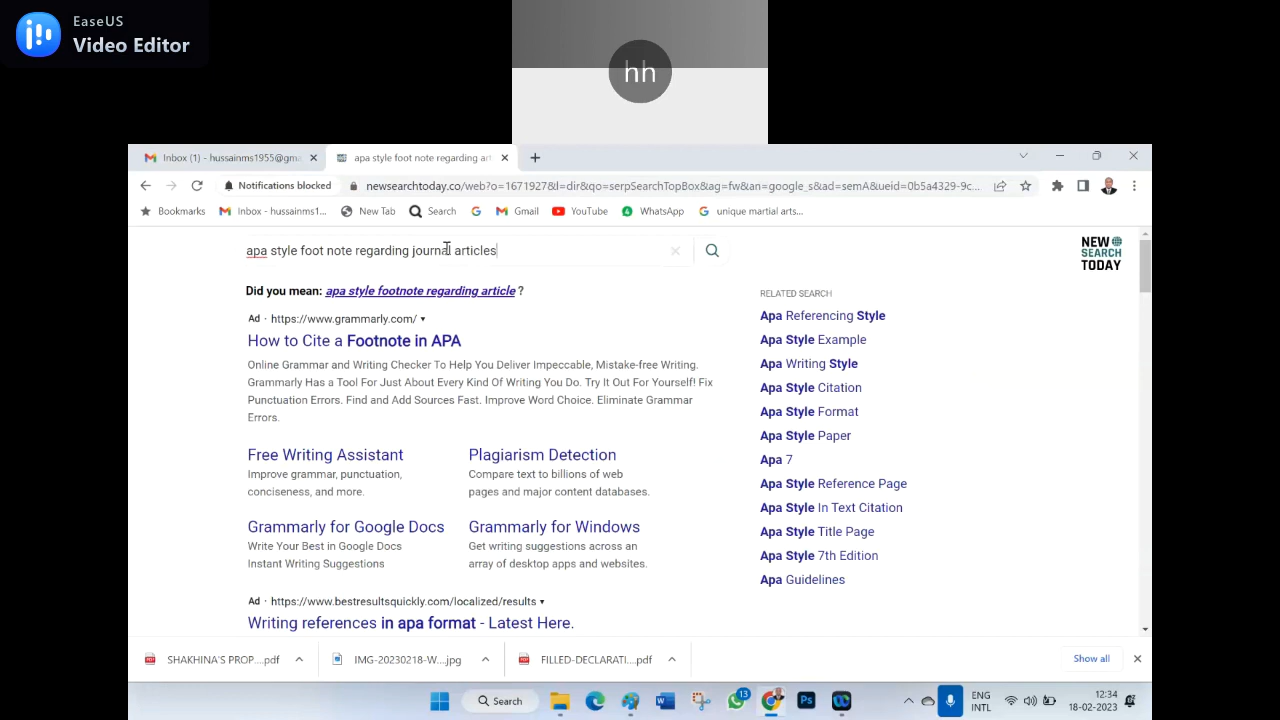 EaseUS
Video Editor
hh
Inbox (1) - hussainms1955@gma
apa style foot note regarding art
Notifications blocked
newsearchtoday.co/web?o=1671927&l=dir&qo=serpSearchTopBox&ag=fw&an=google_s&ad=semA&ueid=0b5a4329-9c...
Bookmarks
Inbox - hussainms1...
New Tab
Search
Gmail
YouTube
WhatsApp
unique martial arts...
apa style foot note regarding journal articles
NEW
SEARCH
TODAY
Did you mean: apa style footnote regarding article ?
Ad · https://www.grammarly.com/
How to Cite a Footnote in APA
Online Grammar and Writing Checker To Help You Deliver Impeccable, Mistake-free Writing.
Grammarly Has a Tool For Just About Every Kind Of Writing You Do. Try It Out For Yourself! Fix
Punctuation Errors. Find and Add Sources Fast. Improve Word Choice. Eliminate Grammar
Errors.
Free Writing Assistant
Improve grammar, punctuation,
conciseness, and more.
Plagiarism Detection
Compare text to billions of web
pages and major content databases.
Grammarly for Google Docs
Write Your Best in Google Docs
Instant Writing Suggestions
Grammarly for Windows
Get writing suggestions across an
array of desktop apps and websites.
Ad · https://www.bestresultsquickly.com/localized/results
Writing references in apa format - Latest Here.
RELATED SEARCH
Apa Referencing Style
Apa Style Example
Apa Writing Style
Apa Style Citation
Apa Style Format
Apa Style Paper
Apa 7
Apa Style Reference Page
Apa Style In Text Citation
Apa Style Title Page
Apa Style 7th Edition
Apa Guidelines
SHAKHINA'S PROP....pdf
IMG-20230218-W....jpg
FILLED-DECLARATI....pdf
Show all
Search
13
ENG
INTL
12:34
18-02-2023